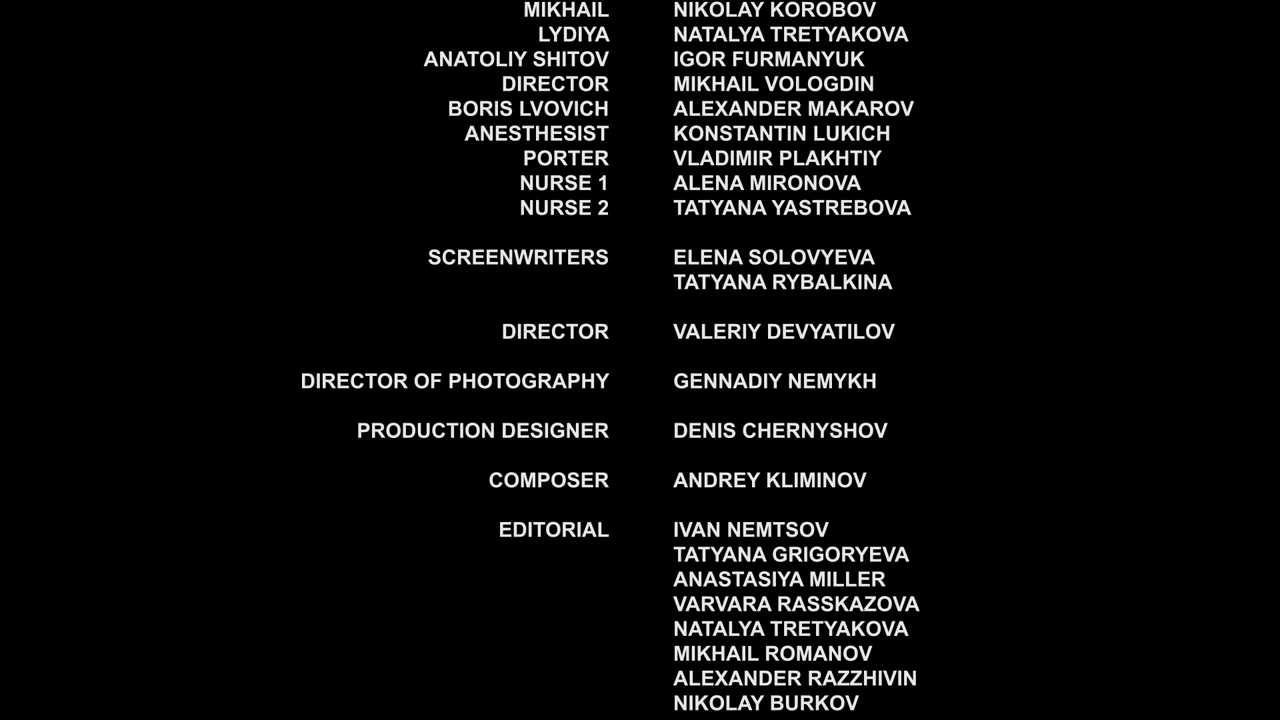 MIKHAIL NIKOLAY KOROBOV
LYDIYA NATALYA TRETYAKOVA
ANATOLIY SHITOV IGOR FURMANYUK
DIRECTOR MIKHAIL VOLOGDIN
BORIS LVOVICH ALEXANDER MAKAROV
ANESTHESIST KONSTANTIN LUKICH
PORTER VLADIMIR PLAKHTIY
NURSE 1 ALENA MIRONOVA
NURSE 2 TATYANA YASTREBOVA
SCREENWRITERS ELENA SOLOVYEVA
TATYANA RYBALKINA
DIRECTOR VALERIY DEVYATILOV
DIRECTOR OF PHOTOGRAPHY GENNADIY NEMYKH
PRODUCTION DESIGNER DENIS CHERNYSHOV
COMPOSER ANDREY KLIMINOV
EDITORIAL IVAN NEMTSOV
TATYANA GRIGORYEVA
ANASTASIYA MILLER
VARVARA RASSKAZOVA
NATALYA TRETYAKOVA
MIKHAIL ROMANOV
ALEXANDER RAZZHIVIN
NIKOLAY BURKOV